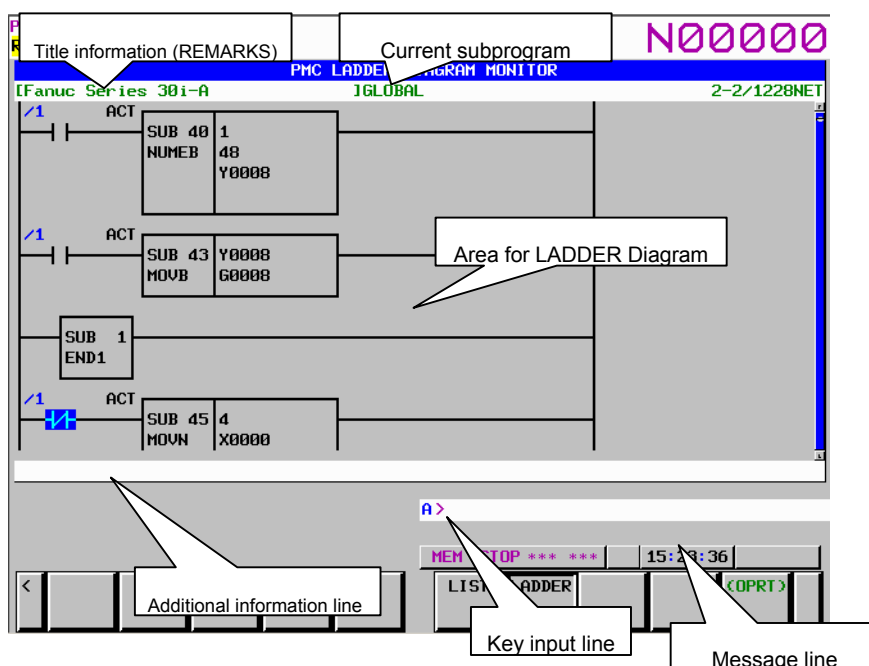 P
R
Title information (REMARKS)
Current subprogram
N00000
PMC LADDER DIAGRAM MONITOR
[Fanuc Series 30i-A ]GLOBAL 2-2/1228NET
/1 ACT
SUB 40 1
NUMEB 48
Y0008
/1 ACT
SUB 43 Y0008
MOVB G0008
Area for LADDER Diagram
SUB 1
END1
/1 ACT
SUB 45 4
MOVN X0000
A>
MEM STOP *** *** 15:23:36
< LIST LADDER (OPRT)
Additional information line
Key input line
Message line